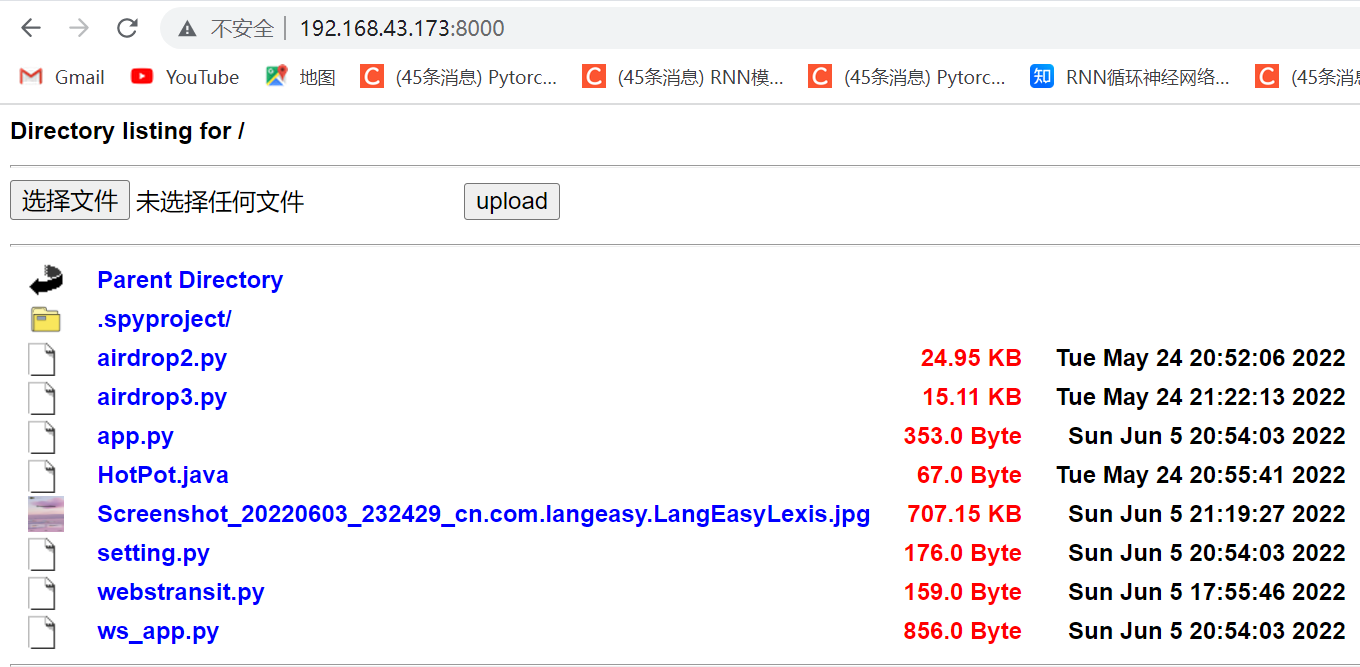 不安全 192.168.43.173:8000
Gmail YouTube 地图 (45条消息) Pytorc... (45条消息) RNN模... (45条消息) Pytorc... 知 RNN循环神经网络... (45条消息
Directory listing for /
选择文件 未选择任何文件 upload
Parent Directory
.spyproject/
airdrop2.py 24.95 KB Tue May 24 20:52:06 2022
airdrop3.py 15.11 KB Tue May 24 21:22:13 2022
app.py 353.0 Byte Sun Jun 5 20:54:03 2022
HotPot.java 67.0 Byte Tue May 24 20:55:41 2022
Screenshot_20220603_232429_cn.com.langeasy.LangEasyLexis.jpg 707.15 KB Sun Jun 5 21:19:27 2022
setting.py 176.0 Byte Sun Jun 5 20:54:03 2022
webstransit.py 159.0 Byte Sun Jun 5 17:55:46 2022
ws_app.py 856.0 Byte Sun Jun 5 20:54:03 2022